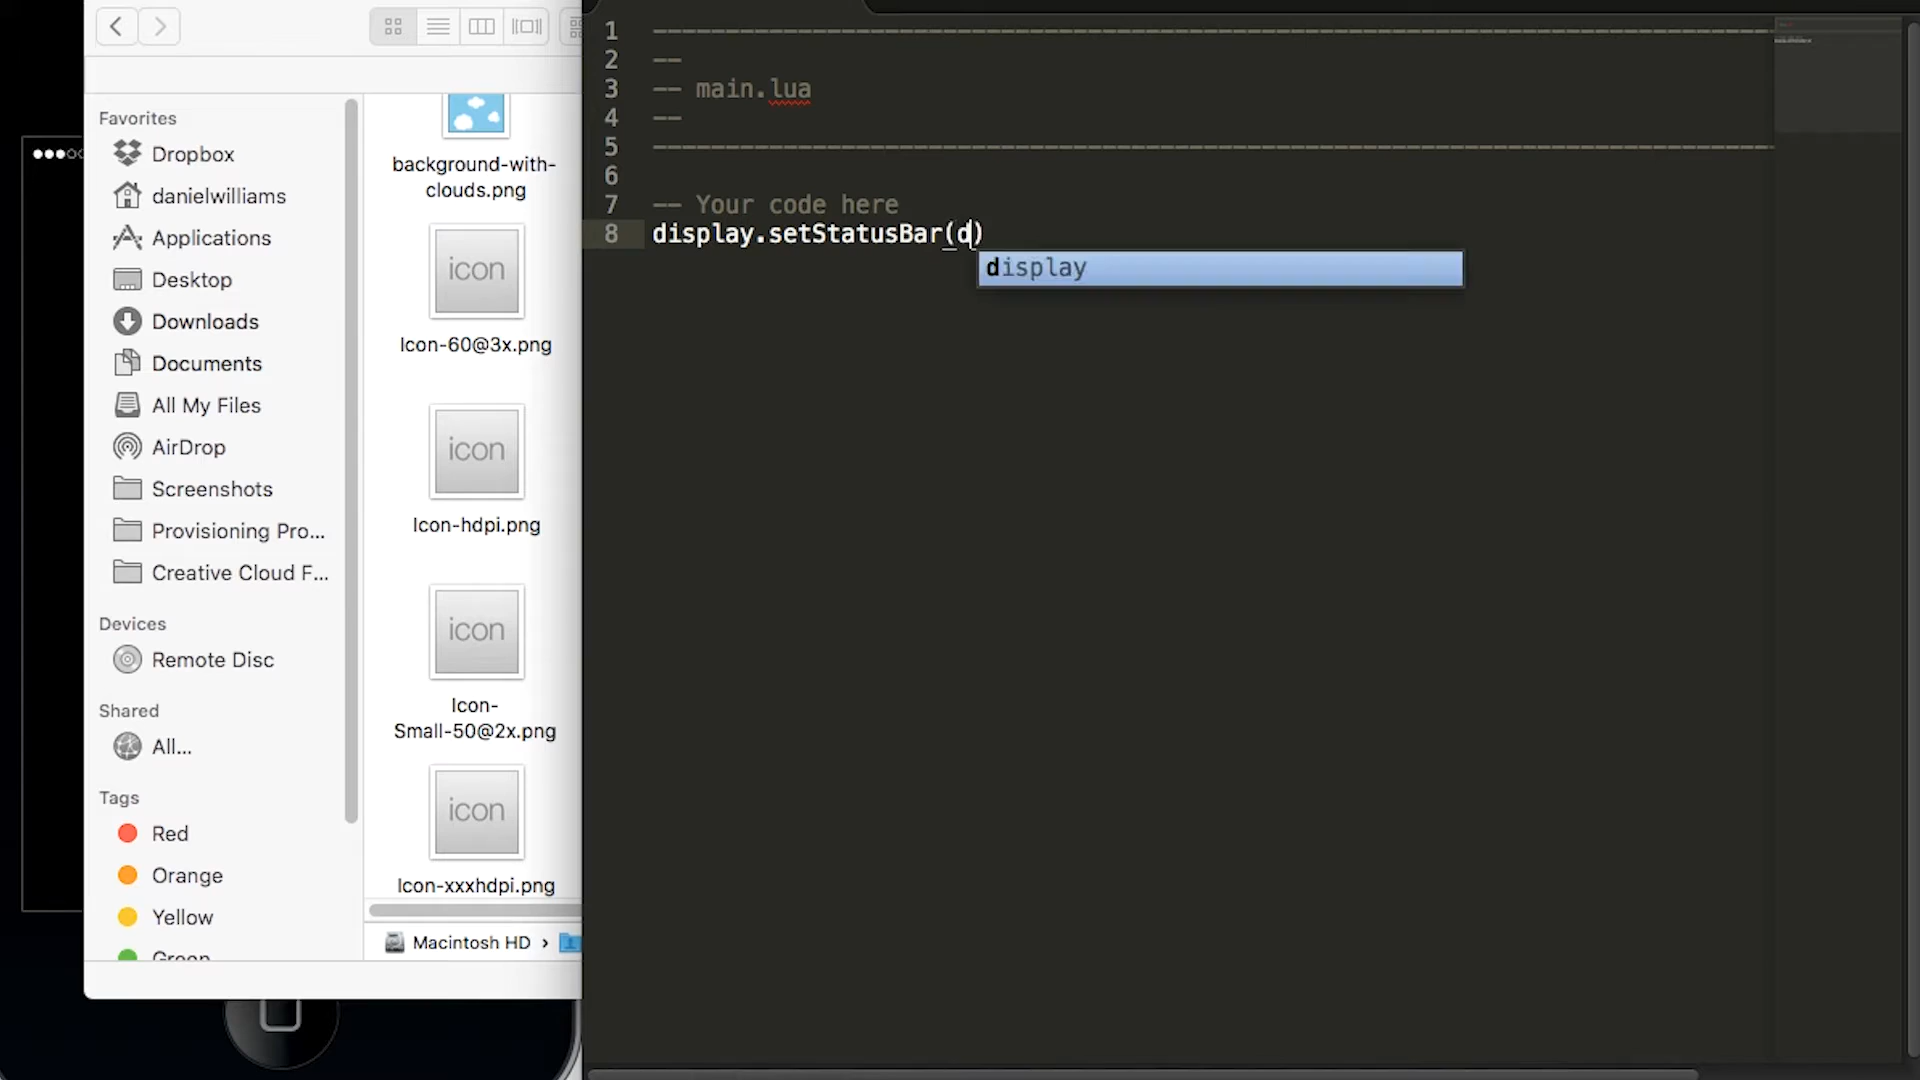 Favorites
Dropbox
danielwilliams
Applications
Desktop
Downloads
Documents
All My Files
AirDrop
Screenshots
Provisioning Pro...
Creative Cloud F...
Devices
Remote Disc
Shared
All...
Tags
Red
Orange
Yellow
Green
background-with-
clouds.png
icon
Icon-60@3x.png
icon
Icon-hdpi.png
icon
Icon-
Small-50@2x.png
icon
Icon-xxxhdpi.png
Macintosh HD ›
1 --------------------------------------------------------------------------------
2 --
3 -- main.lua
4 --
5 --------------------------------------------------------------------------------
6
7 -- Your code here
8 display.setStatusBar(d)
display